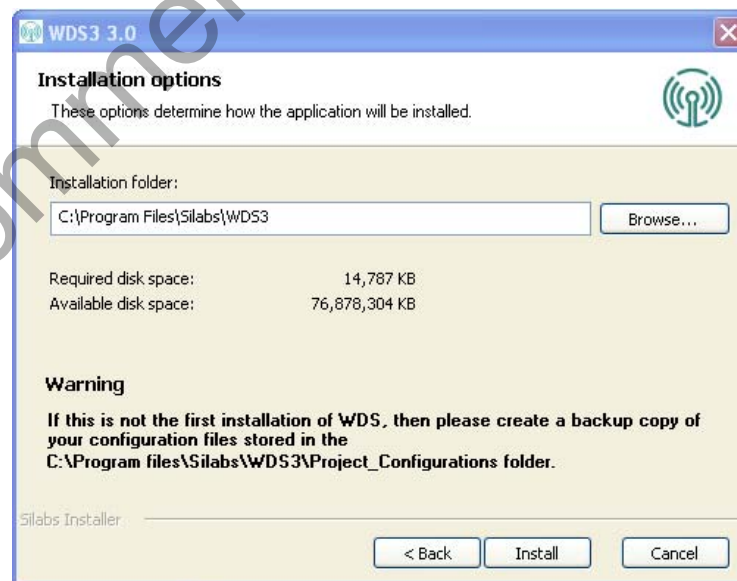 WDS3 3.0
Installation options
These options determine how the application will be installed.
Installation folder:
C:\Program Files\Silabs\WDS3
Browse...
Required disk space: 14,787 KB
Available disk space: 76,878,304 KB
Warning
If this is not the first installation of WDS, then please create a backup copy of
your configuration files stored in the
C:\Program files\Silabs\WDS3\Project_Configurations folder.
Silabs Installer
< Back
Install
Cancel